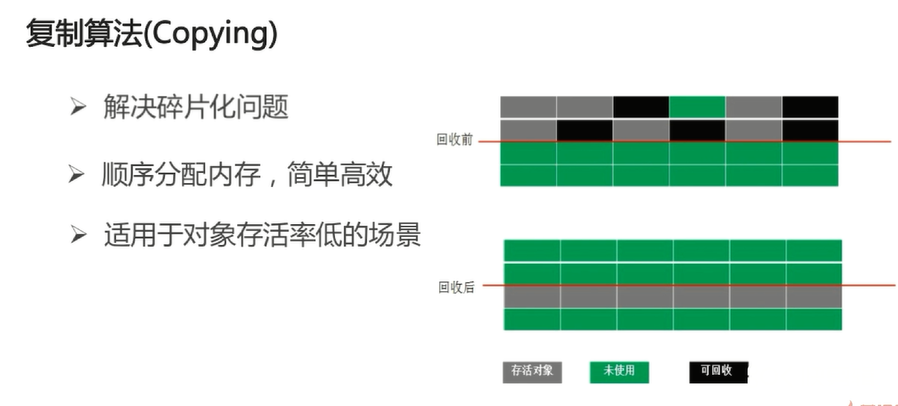 复制算法(Copying)
解决碎片化问题
顺序分配内存，简单高效
适用于对象存活率低的场景
回收前
回收后
存活对象
未使用
可回收